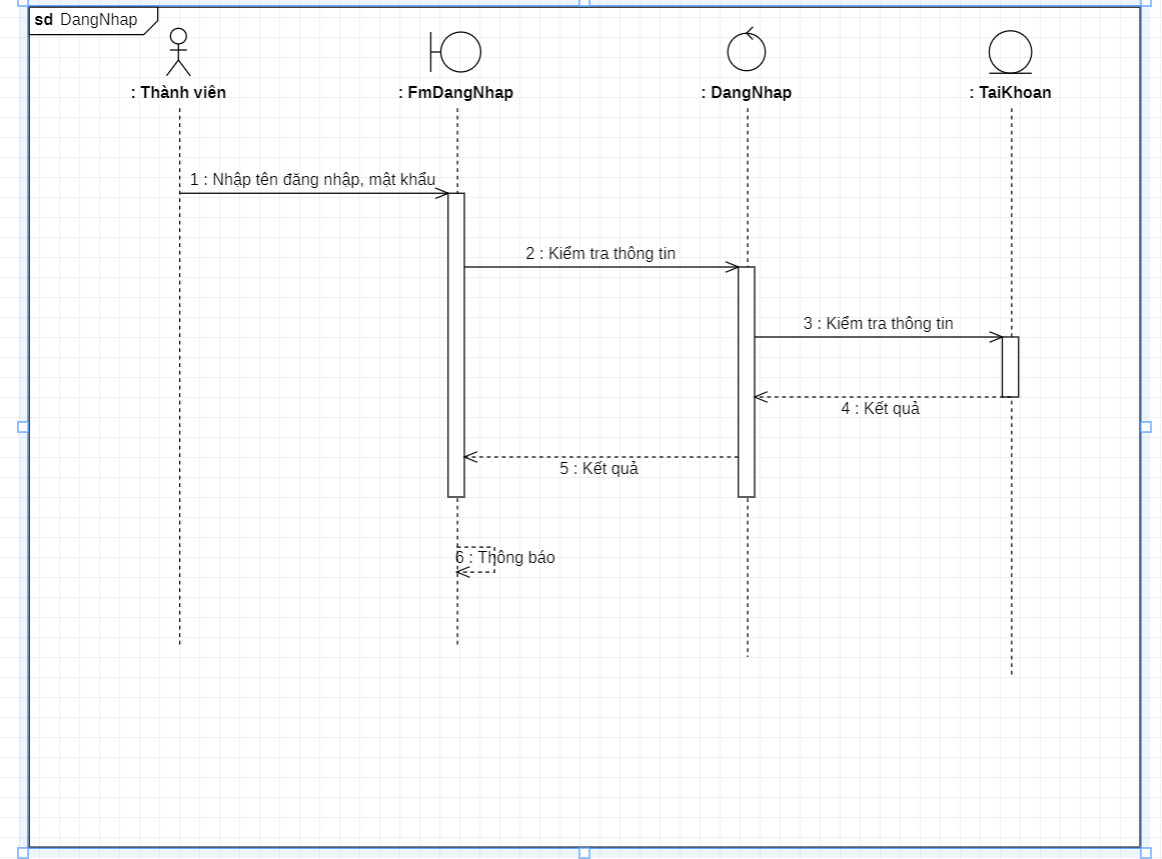 sd DangNhap
: Thành viên
: FmDangNhap
: DangNhap
: TaiKhoan
1 : Nhập tên đăng nhập, mật khẩu
2 : Kiểm tra thông tin
3 : Kiểm tra thông tin
4 : Kết quả
5 : Kết quả
6 : Thông báo